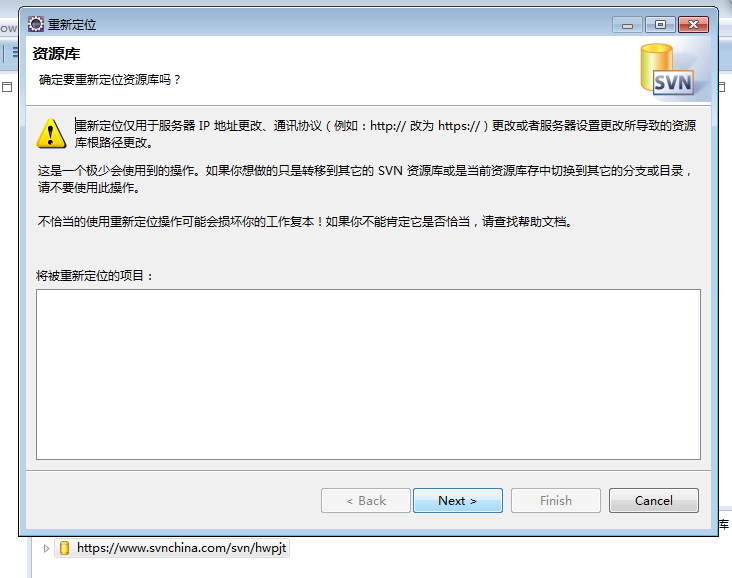 ow
重新定位
资源库
确定要重新定位资源库吗？
SVN
重新定位仅用于服务器 IP 地址更改、通讯协议（例如：http:// 改为 https://）更改或者服务器设置更改所导致的资源
库根路径更改。
这是一个极少会使用到的操作。如果你想做的只是转移到其它的 SVN 资源库或是当前资源库存中切换到其它的分支或目录，
请不要使用此操作。
不恰当的使用重新定位操作可能会损坏你的工作复本！如果你不能肯定它是否恰当，请查找帮助文档。
将被重新定位的项目：
< Back
Next >
Finish
Cancel
库
https://www.svnchina.com/svn/hwpjt